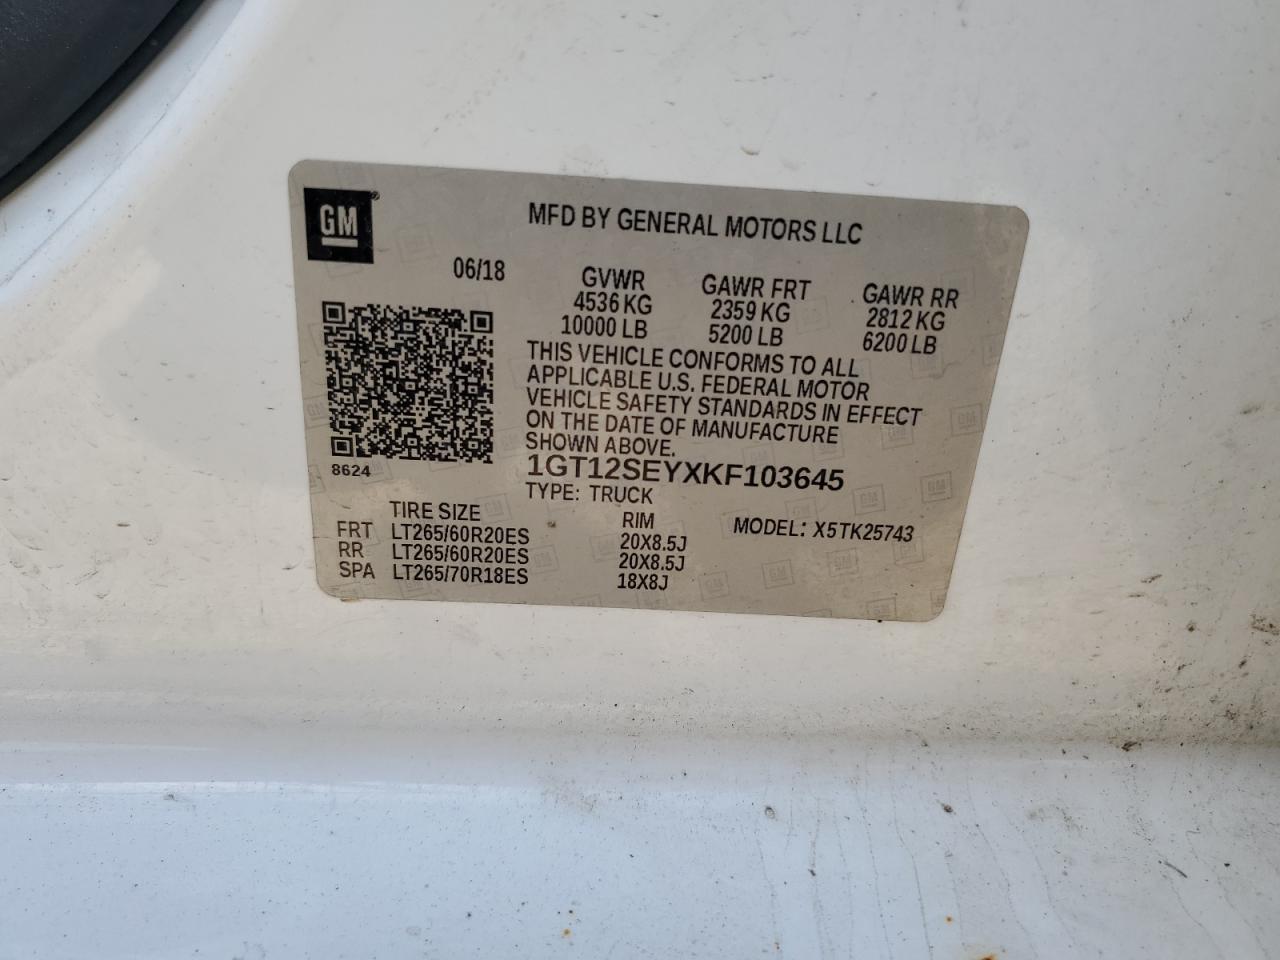 GM®
MFD BY GENERAL MOTORS LLC
06/18
GVWR
4536 KG
10000 LB
GAWR FRT
2359 KG
5200 LB
GAWR RR
2812 KG
6200 LB
THIS VEHICLE CONFORMS TO ALL
APPLICABLE U.S. FEDERAL MOTOR
VEHICLE SAFETY STANDARDS IN EFFECT
ON THE DATE OF MANUFACTURE
SHOWN ABOVE.
8624
1GT12SEYXKF103645
TYPE: TRUCK
TIRE SIZE RIM MODEL: X5TK25743
FRT LT265/60R20ES 20X8.5J
RR LT265/60R20ES 20X8.5J
SPA LT265/70R18ES 18X8J